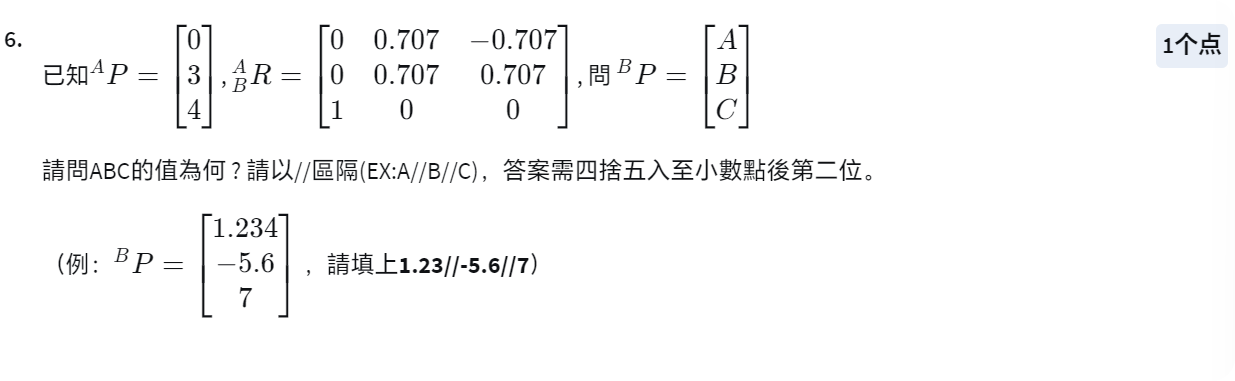 6.
1个点
已知 $^{A}P = \begin{bmatrix} 0 \\ 3 \\ 4 \end{bmatrix}, {}^{A}_{B}R = \begin{bmatrix} 0 & 0.707 & -0.707 \\ 0 & 0.707 & 0.707 \\ 1 & 0 & 0 \end{bmatrix}, 問 {}^{B}P = \begin{bmatrix} A \\ B \\ C \end{bmatrix}$
請問ABC的值為何？請以//區隔(EX:A//B//C)，答案需四捨五入至小數點後第二位。
（例：$^{B}P = \begin{bmatrix} 1.234 \\ -5.6 \\ 7 \end{bmatrix}$，請填上1.23//-5.6//7）